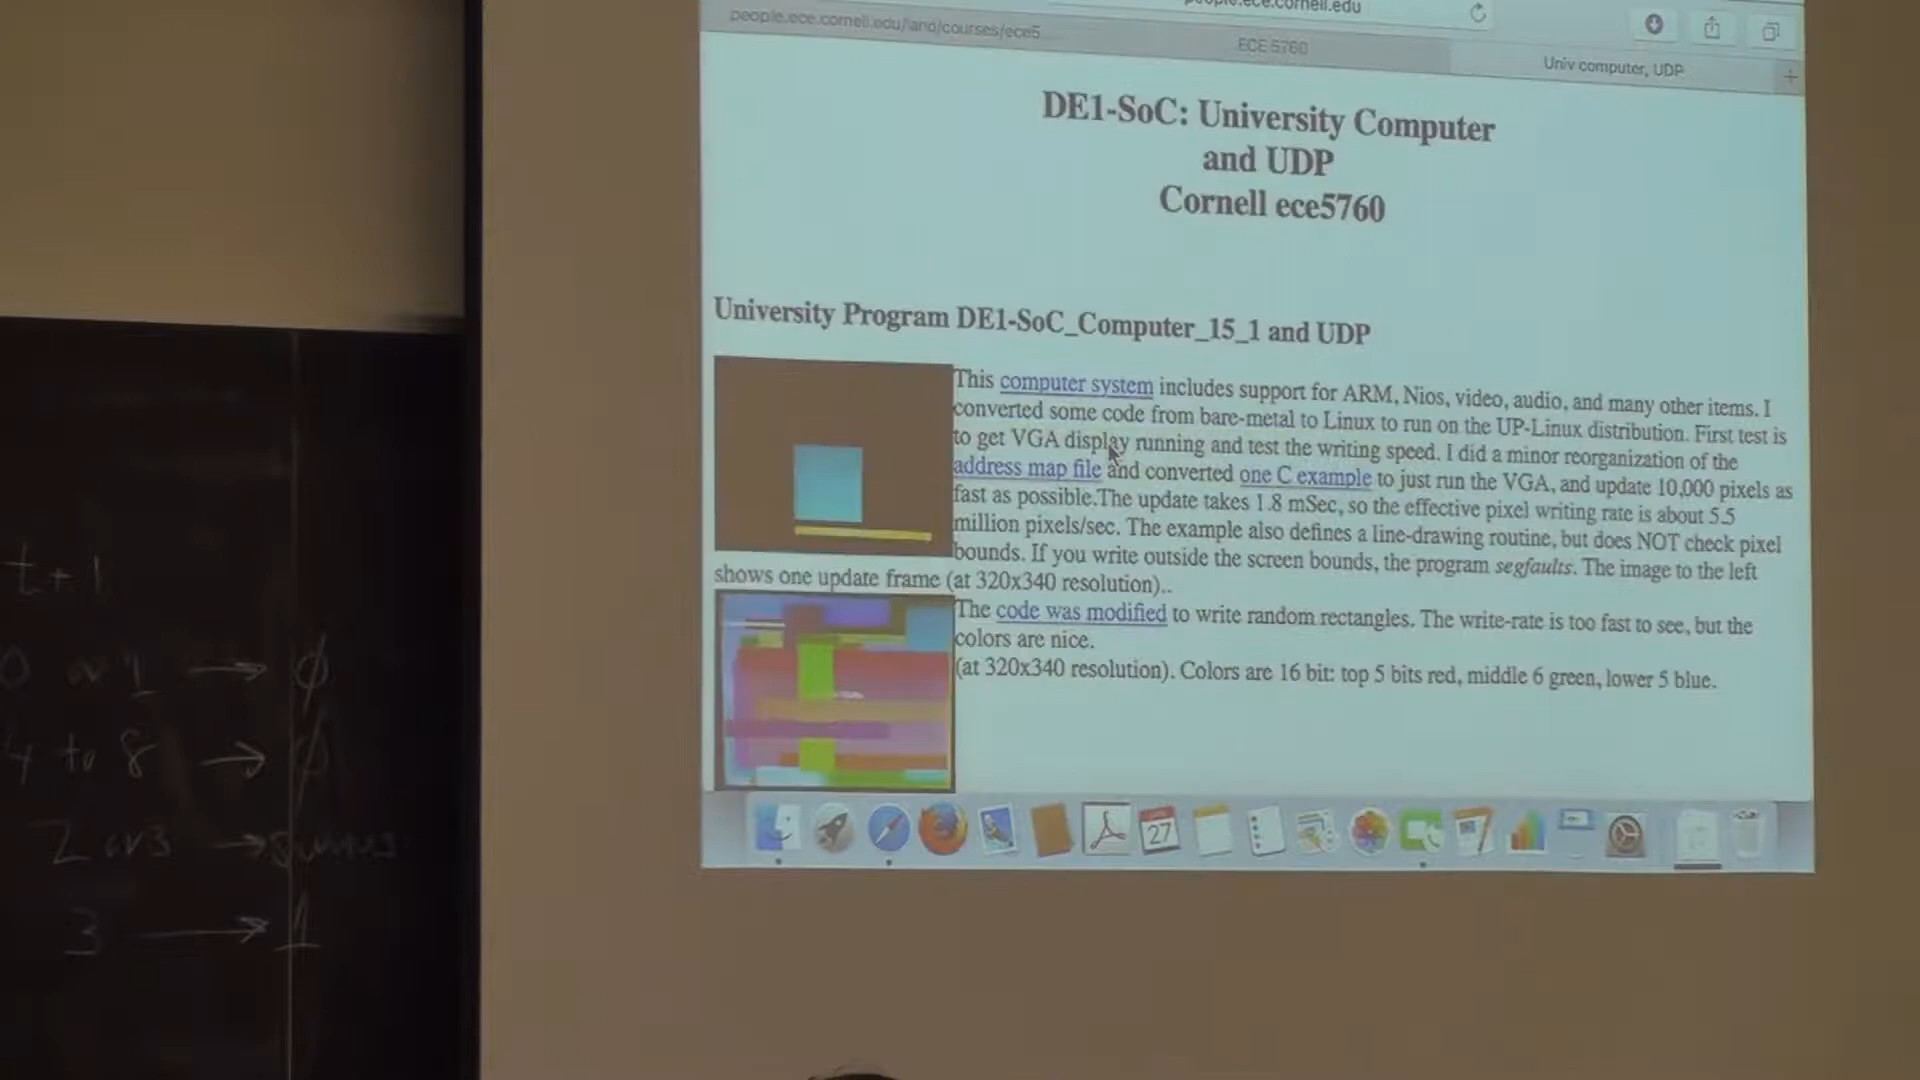 people.ece.cornell.edu
people.ece.cornell.edu/land/courses/ece5
ECE 5760
Univ computer, UDP
DE1-SoC: University Computer
and UDP
Cornell ece5760
University Program DE1-SoC_Computer_15_1 and UDP
This computer system includes support for ARM, Nios, video, audio, and many other items. I
converted some code from bare-metal to Linux to run on the UP-Linux distribution. First test is
to get VGA display running and test the writing speed. I did a minor reorganization of the
address map file and converted one C example to just run the VGA, and update 10,000 pixels as
fast as possible.The update takes 1.8 mSec, so the effective pixel writing rate is about 5.5
million pixels/sec. The example also defines a line-drawing routine, but does NOT check pixel
bounds. If you write outside the screen bounds, the program segfaults. The image to the left
shows one update frame (at 320x340 resolution)..
The code was modified to write random rectangles. The write-rate is too fast to see, but the
colors are nice.
(at 320x340 resolution). Colors are 16 bit: top 5 bits red, middle 6 green, lower 5 blue.
27
t+1
0 or 1 → 0
4 to 8 → 0
2 or 3 →
3 → 1